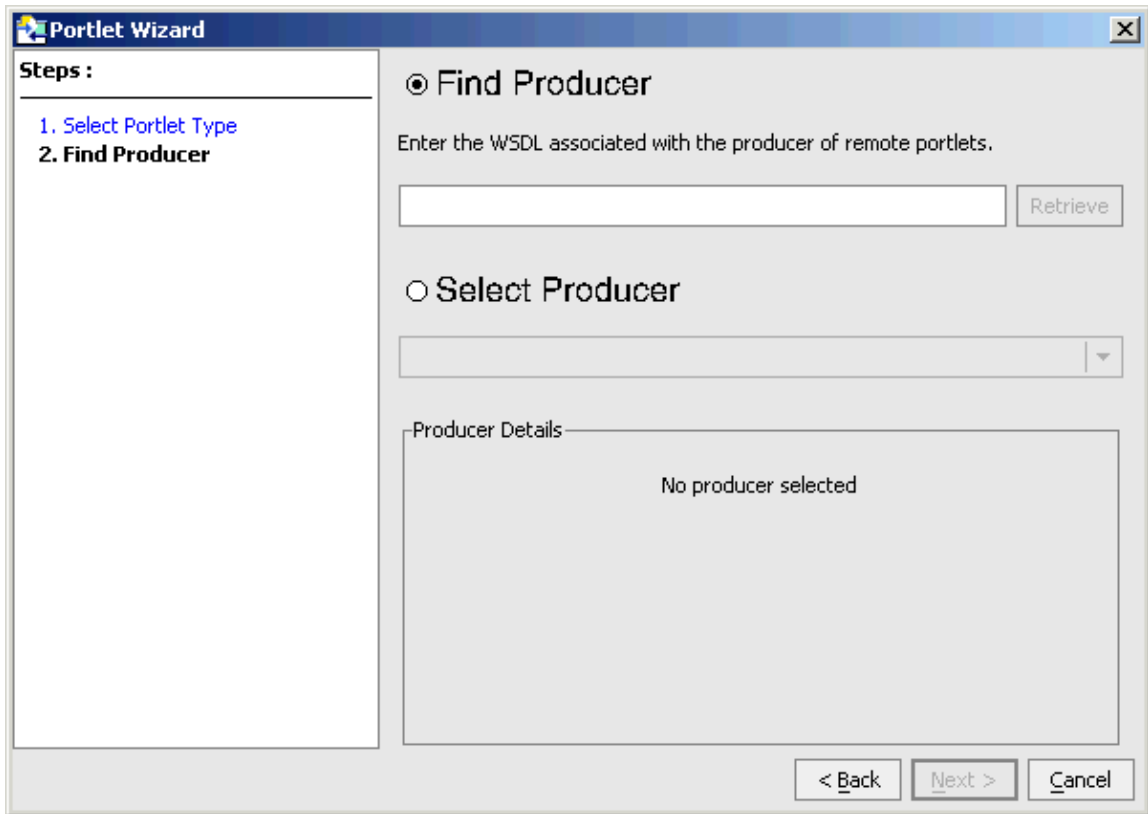 Portlet Wizard
Steps :
1. Select Portlet Type
2. Find Producer
Find Producer
Enter the WSDL associated with the producer of remote portlets.
Retrieve
Select Producer
Producer Details
No producer selected
< Back
Next >
Cancel